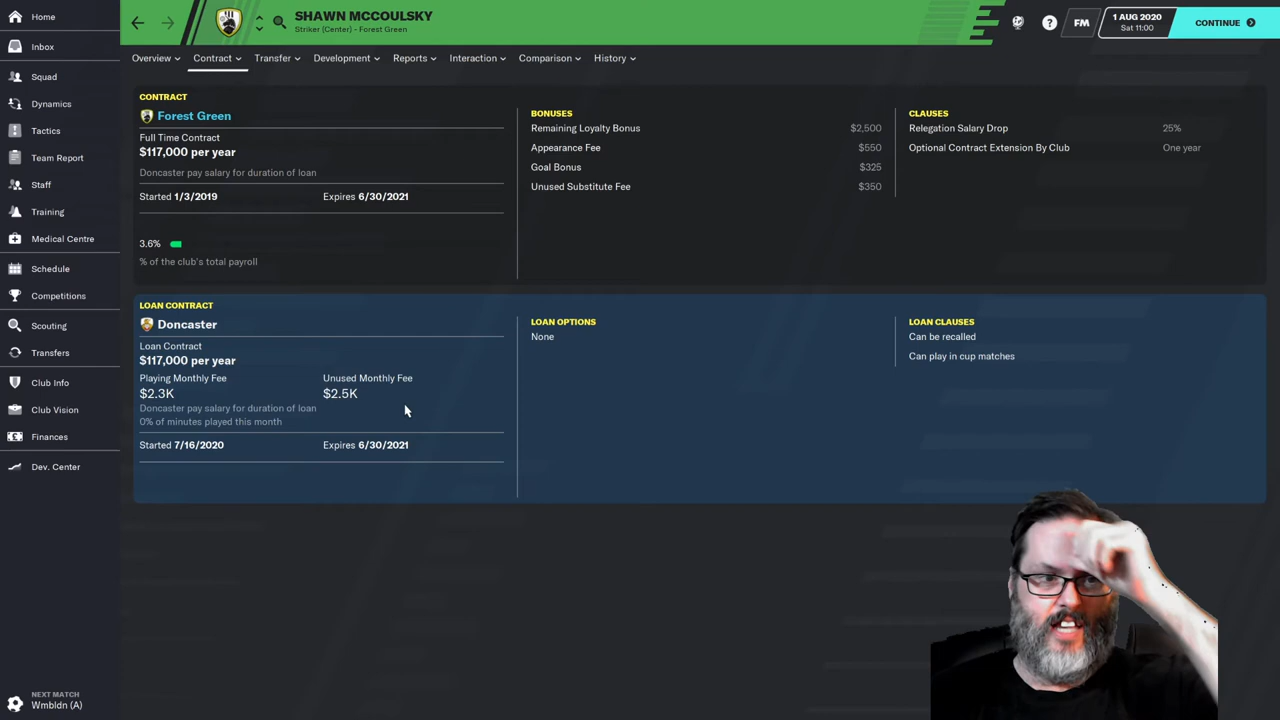 Home
Inbox
Squad
Dynamics
Tactics
Team Report
Staff
Training
Medical Centre
Schedule
Competitions
Scouting
Transfers
Club Info
Club Vision
Finances
Dev. Center
NEXT MATCH
Wmbldn (A)
SHAWN MCCOULSKY
Striker (Center) - Forest Green
?
FM
1 AUG 2020
Sat 11:00
CONTINUE
Overview
Contract
Transfer
Development
Reports
Interaction
Comparison
History
CONTRACT
Forest Green
Full Time Contract
$117,000 per year
Doncaster pay salary for duration of loan
Started 1/3/2019 Expires 6/30/2021
3.6%
% of the club's total payroll
BONUSES
Remaining Loyalty Bonus $2,500
Appearance Fee $550
Goal Bonus $325
Unused Substitute Fee $350
CLAUSES
Relegation Salary Drop 25%
Optional Contract Extension By Club One year
LOAN CONTRACT
Doncaster
Loan Contract
$117,000 per year
Playing Monthly Fee Unused Monthly Fee
$2.3K $2.5K
Doncaster pay salary for duration of loan
0% of minutes played this month
Started 7/16/2020 Expires 6/30/2021
LOAN OPTIONS
None
LOAN CLAUSES
Can be recalled
Can play in cup matches